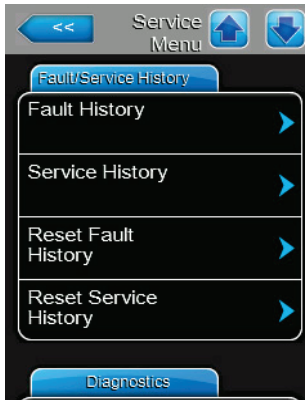 <<
Service
Menu
Fault/Service History
Fault History
Service History
Reset Fault
History
Reset Service
History
Diagnostics